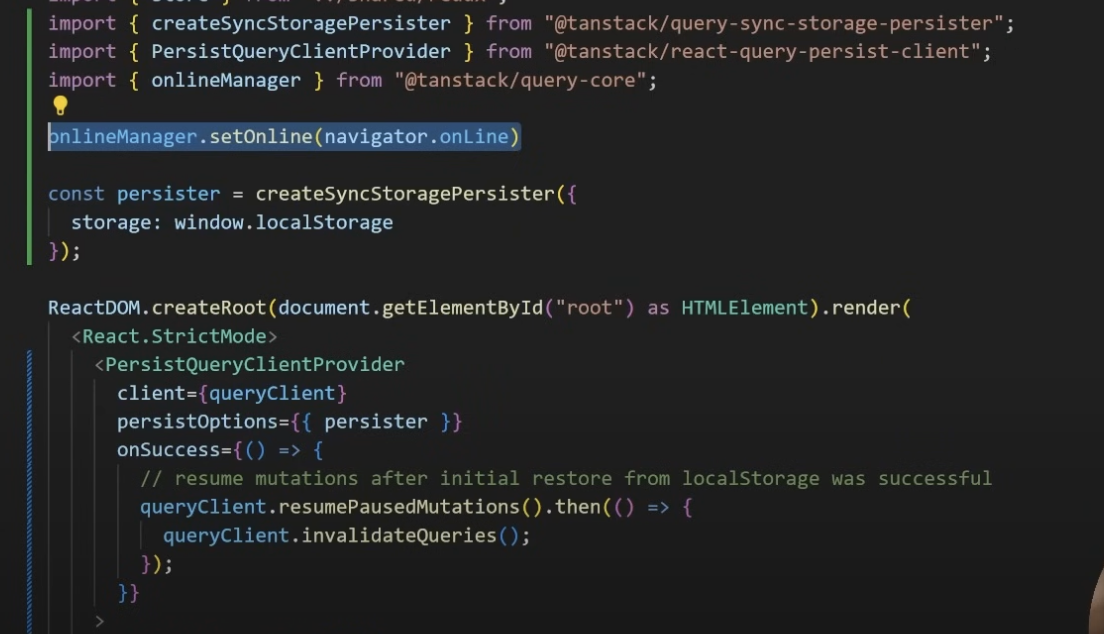 import { createSyncStoragePersister } from "@tanstack/query-sync-storage-persister";
import { PersistQueryClientProvider } from "@tanstack/react-query-persist-client";
import { onlineManager } from "@tanstack/query-core";
onlineManager.setOnline(navigator.onLine)
const persister = createSyncStoragePersister({
storage: window.localStorage
});
ReactDOM.createRoot(document.getElementById("root") as HTMLElement).render(
<React.StrictMode>
<PersistQueryClientProvider
client={queryClient}
persistOptions={{ persister }}
onSuccess={() => {
// resume mutations after initial restore from localStorage was successful
queryClient.resumePausedMutations().then(() => {
queryClient.invalidateQueries();
});
}}
>